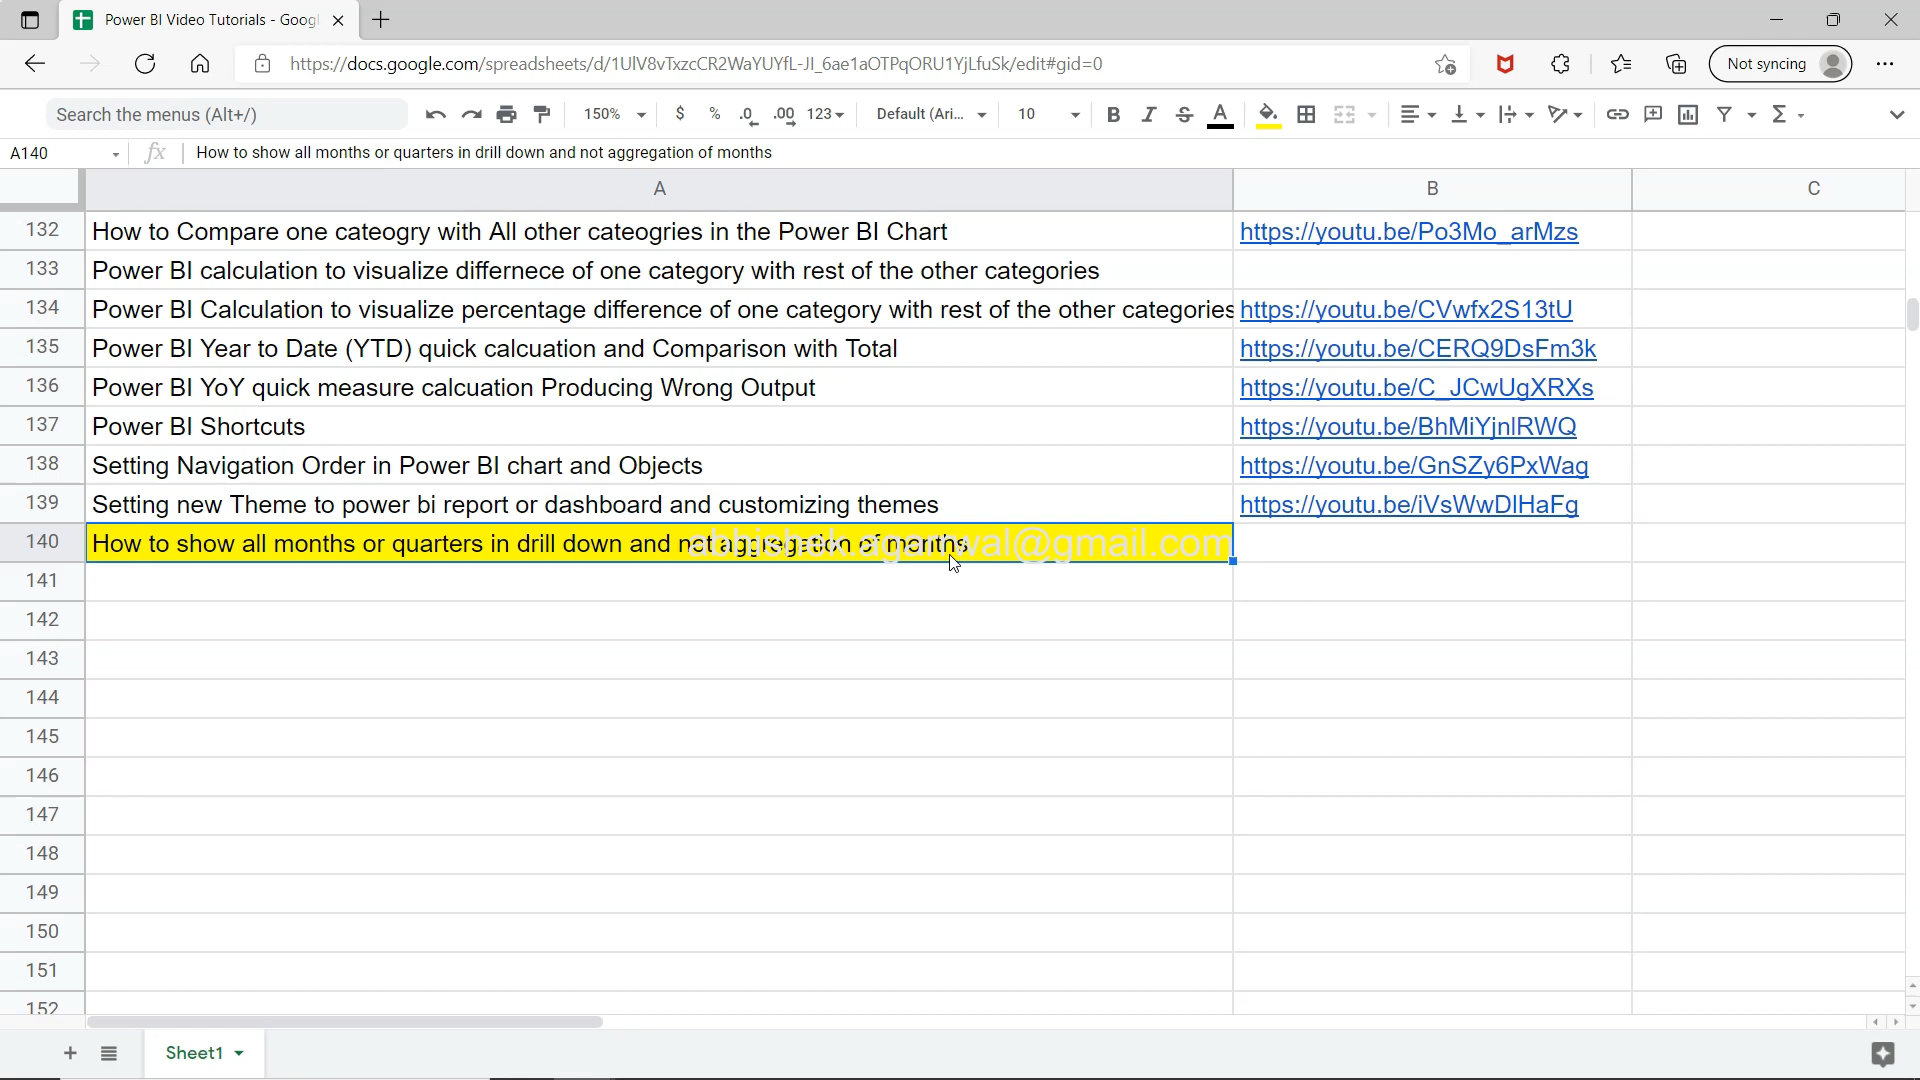 Power BI Video Tutorials - Googl
https://docs.google.com/spreadsheets/d/1UlV8vTxzcCR2WaYUYfL-JI_6ae1aOTPqORU1YjLfuSk/edit#gid=0
Not syncing
Search the menus (Alt+/)
150%
$ % .0 .00 123
Default (Ari...
10
B I S A
A140
fx
How to show all months or quarters in drill down and not aggregation of months
A B C
132 How to Compare one cateogry with All other cateogries in the Power BI Chart https://youtu.be/Po3Mo_arMzs
133 Power BI calculation to visualize differnece of one category with rest of the other categories
134 Power BI Calculation to visualize percentage difference of one category with rest of the other categories https://youtu.be/CVwfx2S13tU
135 Power BI Year to Date (YTD) quick calcuation and Comparison with Total https://youtu.be/CERQ9DsFm3k
136 Power BI YoY quick measure calcuation Producing Wrong Output https://youtu.be/C_JCwUgXRXs
137 Power BI Shortcuts https://youtu.be/BhMiYjnlRWQ
138 Setting Navigation Order in Power BI chart and Objects https://youtu.be/GnSZy6PxWag
139 Setting new Theme to power bi report or dashboard and customizing themes https://youtu.be/iVsWwDlHaFg
140 How to show all months or quarters in drill down and not aggregation of months
abhishek.agarrwal@gmail.com
141
142
143
144
145
146
147
148
149
150
151
152
Sheet1